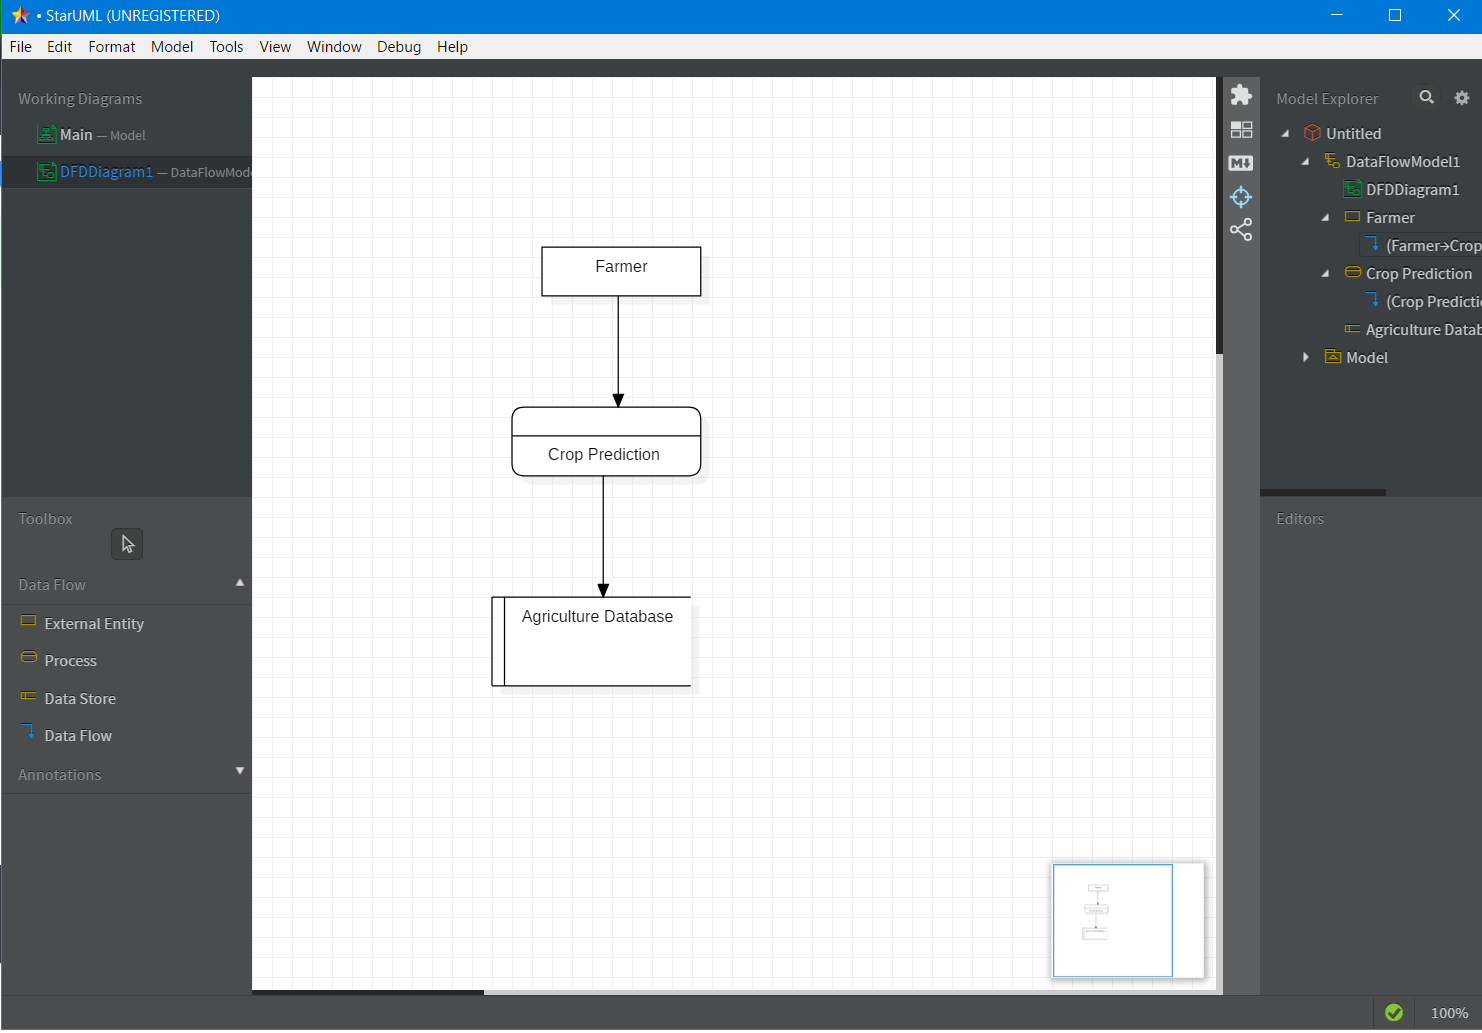 • StarUML (UNREGISTERED)
File Edit Format Model Tools View Window Debug Help
Working Diagrams
Main — Model
DFDDiagram1 — DataFlowMod
Toolbox
Data Flow
External Entity
Process
Data Store
Data Flow
Annotations
Farmer
Crop Prediction
Agriculture Database
M
Model Explorer
Untitled
DataFlowModel1
DFDDiagram1
Farmer
(Farmer→Crop
Crop Prediction
(Crop Predicti
Agriculture Datab
Model
Editors
100%